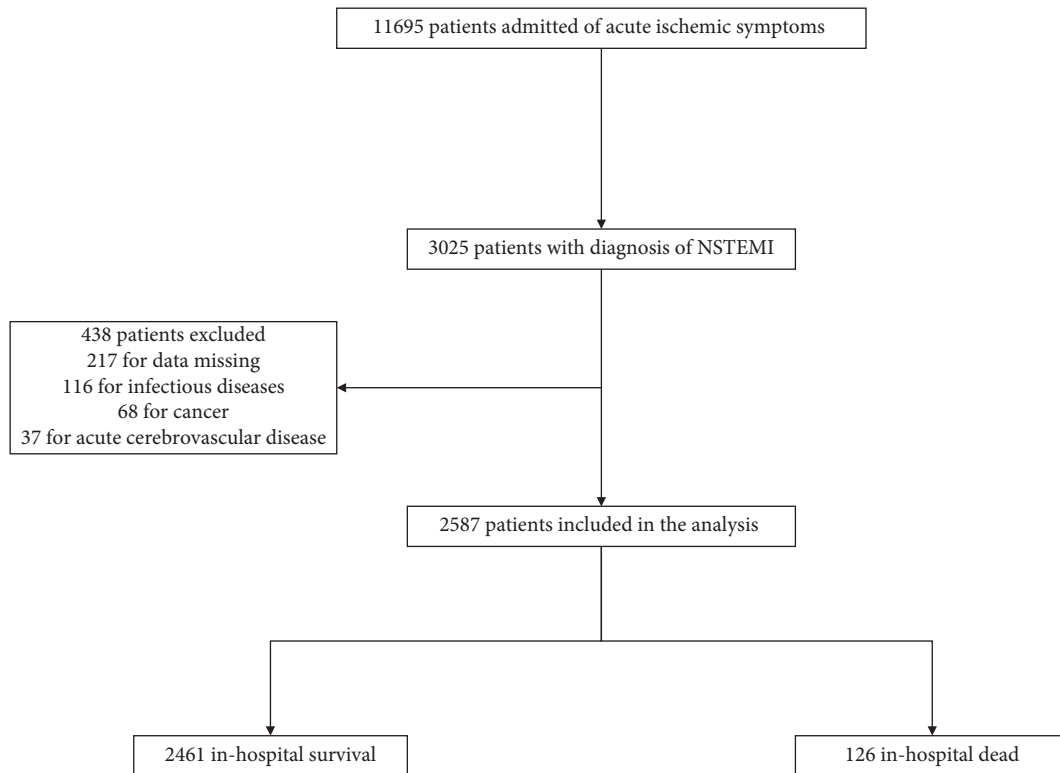 11695 patients admitted of acute ischemic symptoms
3025 patients with diagnosis of NSTEMI
438 patients excluded
217 for data missing
116 for infectious diseases
68 for cancer
37 for acute cerebrovascular disease
2587 patients included in the analysis
2461 in-hospital survival
126 in-hospital dead